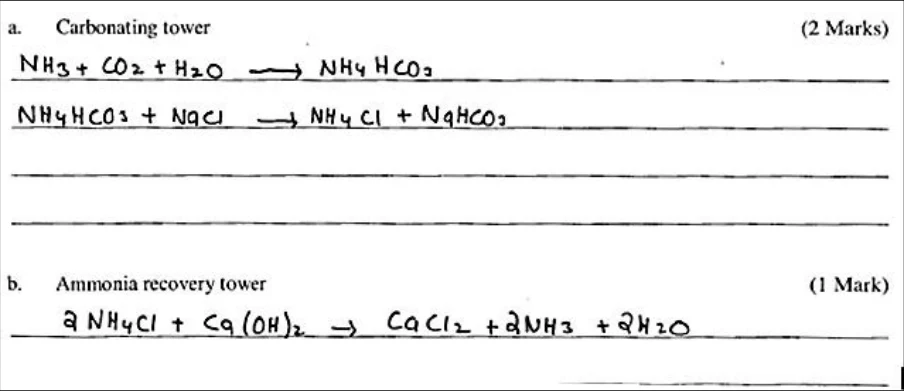 a. Carbonating tower (2 Marks)
NH3 + CO2 + H2O → NH4HCO3
NH4HCO3 + NaCl → NH4Cl + NaHCO3
b. Ammonia recovery tower (1 Mark)
2NH4Cl + Ca(OH)2 → CaCl2 + 2NH3 + 2H2O